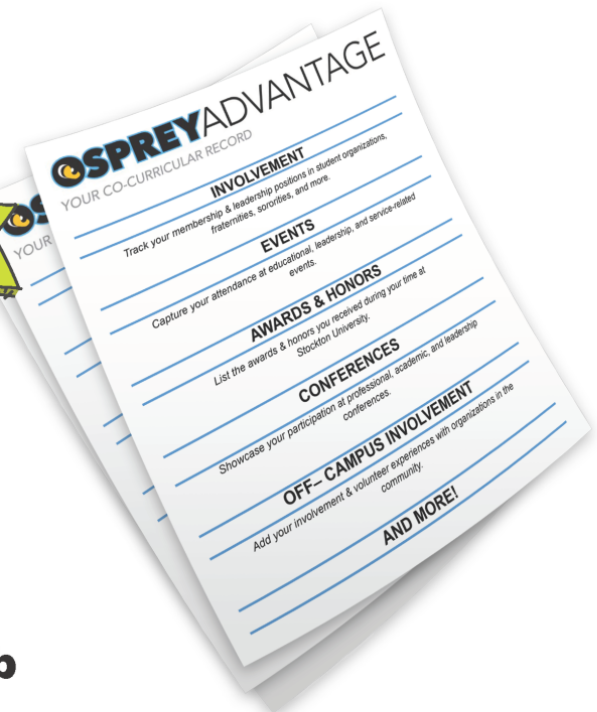 OSPREYADVANTAGE
YOUR CO-CURRICULAR RECORD
INVOLVEMENT
Track your membership & leadership positions in student organizations,
fraternities, sororities, and more.
EVENTS
Capture your attendance at educational, leadership, and service-related
events.
AWARDS & HONORS
List the awards & honors you received during your time at
Stockton University.
CONFERENCES
Showcase your participation at professional, academic, and leadership
conferences.
OFF– CAMPUS INVOLVEMENT
Add your involvement & volunteer experiences with organizations in the
community.
AND MORE!
OS
YOUR